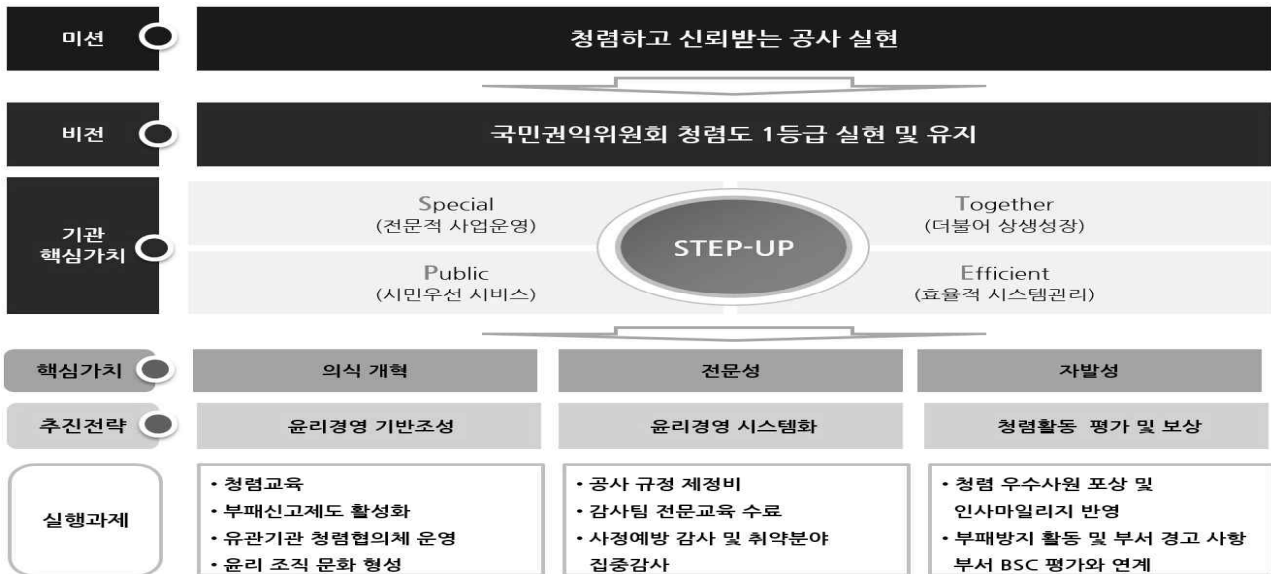 미션
청렴하고 신뢰받는 공사 실현
비전
국민권익위원회 청렴도 1등급 실현 및 유지
기관
핵심가치
Special
(전문적 사업운영)
Together
(더불어 상생성장)
STEP-UP
Public
(시민우선 시비스)
Efficient
(효율적 시스템관리)
핵심가치
의식 개혁
전문성
자발성
추진전략
윤리경영 기반조성
윤리경영 시스템화
청렴활동 평가 및 보상
실행과제
• 청렴교육
• 부패신고제도 활성화
• 유관기관 청렴협의체 운영
• 윤리 조직 문화 형성
• 공사 규정 제정비
• 감사팀 전문교육 수료
• 사정예방 감사 및 취약분야
집중감사
• 청렴 우수사원 포상 및
인사마일리지 반영
• 부패방지 활동 및 부서 경고 사항
부서 BSC 평가와 연계